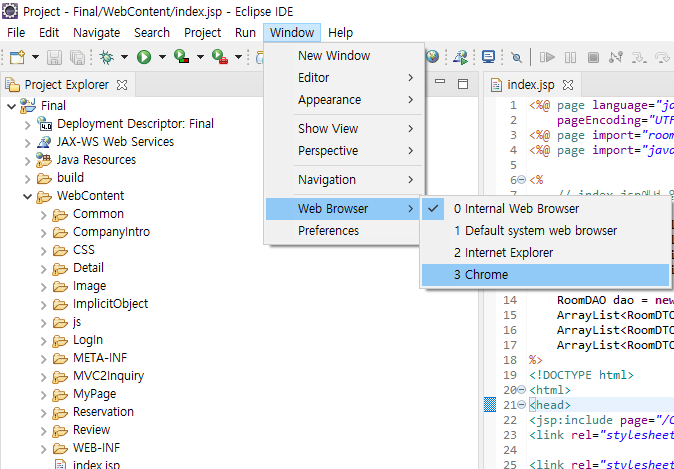 Project - Final/WebContent/index.jsp - Eclipse IDE
File Edit Navigate Search Project Run Window Help
Project Explorer
Final
Deployment Descriptor: Final
JAX-WS Web Services
Java Resources
build
WebContent
Common
CompanyIntro
CSS
Detail
Image
ImplicitObject
js
LogIn
META-INF
MVC2Inquiry
MyPage
Reservation
Review
WEB-INF
index.jsp
New Window
Editor
Appearance
Show View
Perspective
Navigation
Web Browser
Preferences
0 Internal Web Browser
1 Default system web browser
2 Internet Explorer
3 Chrome
index.jsp
1 <%@ page language="ja
2 pageEncoding="UTF
3 <%@ page import="room
4 <%@ page import="java
5
6 <%
// index.jsp에서
14 RoomDAO dao = new
15 ArrayList<RoomDTO
16 ArrayList<RoomDTO
17 ArrayList<RoomDTO
18 %>
19 <!DOCTYPE html>
20 <html>
21 <head>
22 <jsp:include page="/C
23 <link rel="stylesheet
24
25 <link rel="stylesheet